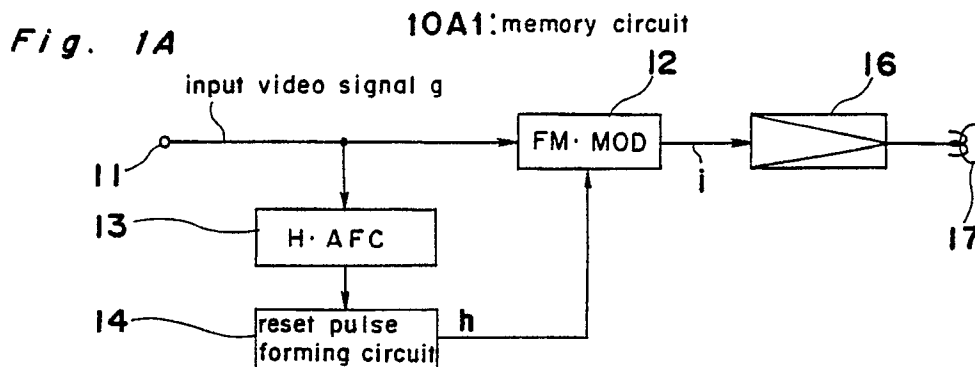 Fig. 1A
10A1: memory circuit
input video signal g
11
12
FM· MOD
i
16
17
13
H· AFC
14
reset pulse
forming circuit
h